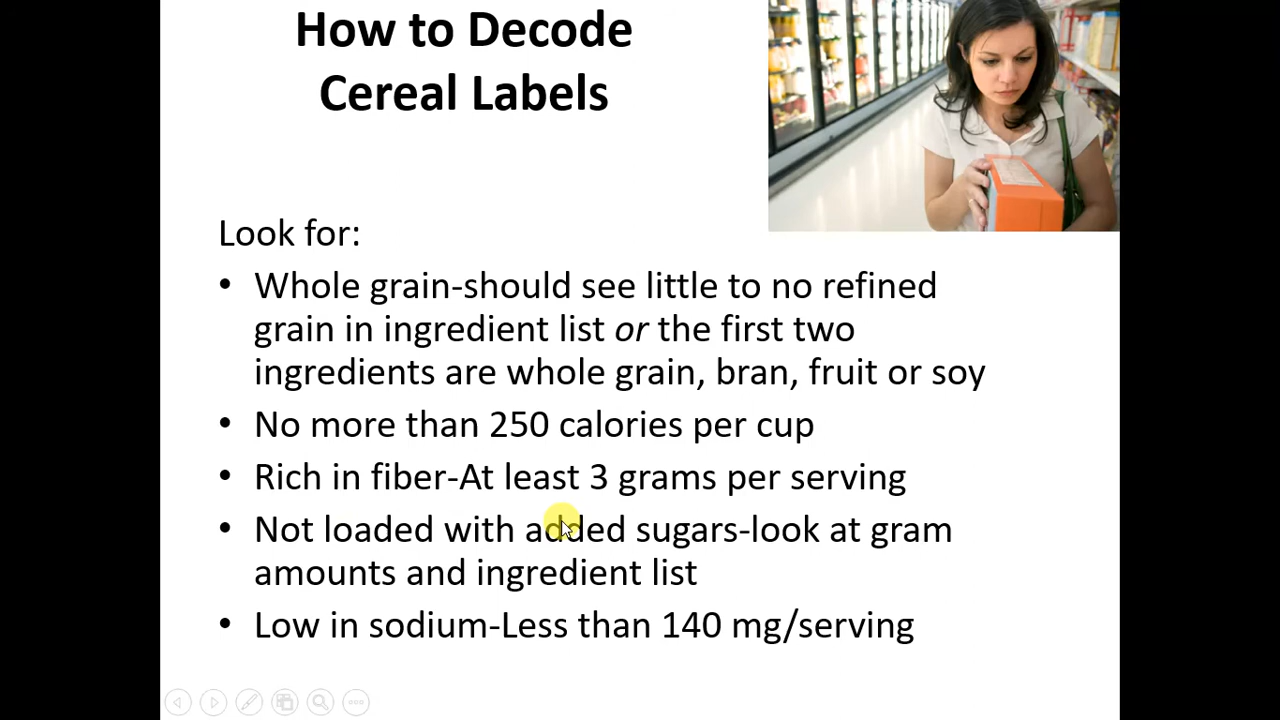 How to Decode
Cereal Labels
Look for:
• Whole grain-should see little to no refined
grain in ingredient list or the first two
ingredients are whole grain, bran, fruit or soy
• No more than 250 calories per cup
• Rich in fiber-At least 3 grams per serving
• Not loaded with added sugars-look at gram
amounts and ingredient list
• Low in sodium-Less than 140 mg/serving